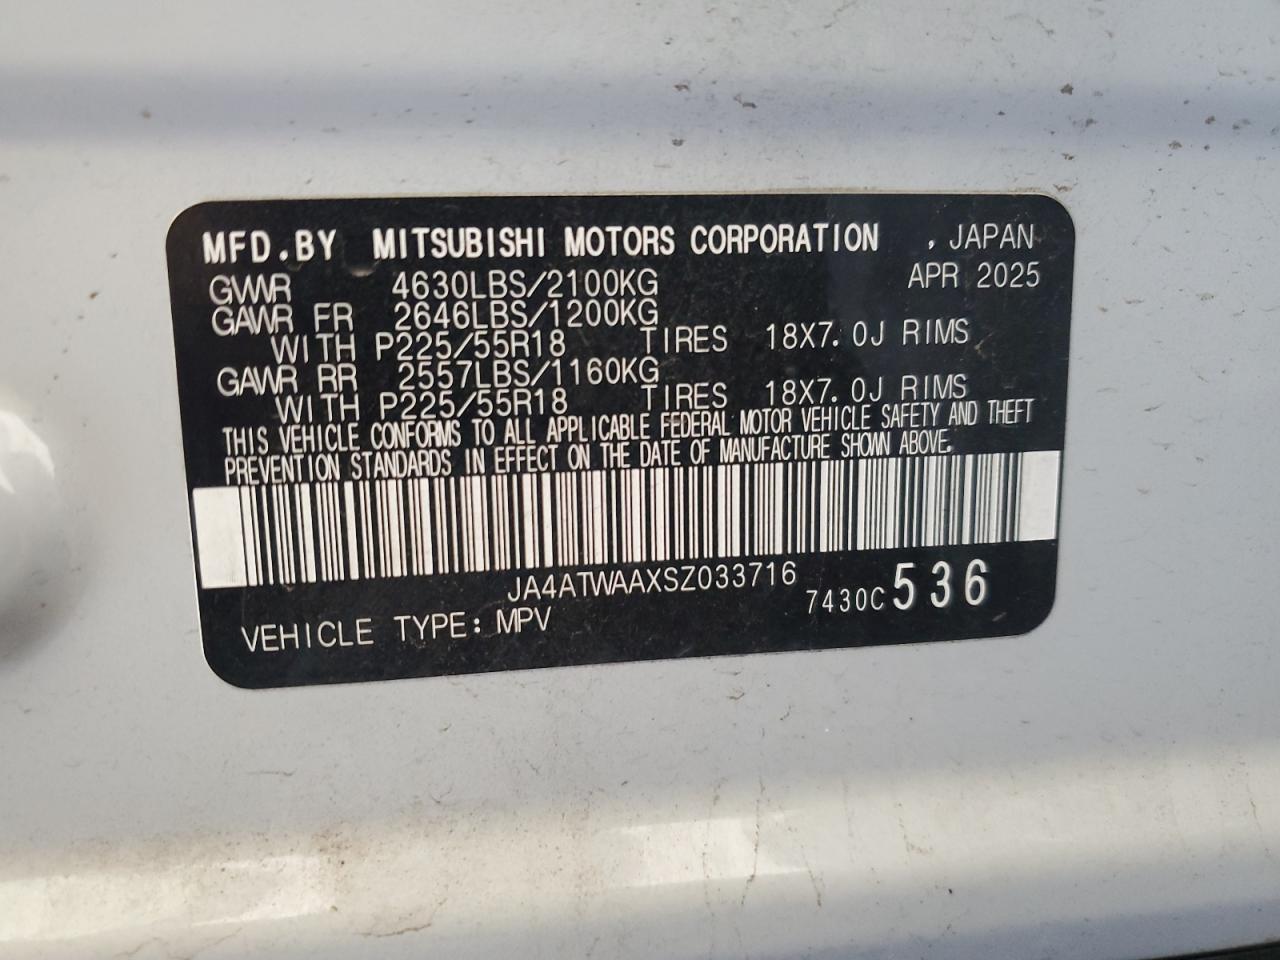 MFD.BY MITSUBISHI MOTORS CORPORATION , JAPAN
GVWR 4630LBS/2100KG APR 2025
GAWR FR 2646LBS/1200KG
WITH P225/55R18 TIRES 18X7.0J RIMS
GAWR RR 2557LBS/1160KG
WITH P225/55R18 TIRES 18X7.0J RIMS
THIS VEHICLE CONFORMS TO ALL APPLICABLE FEDERAL MOTOR VEHICLE SAFETY AND THEFT
PREVENTION STANDARDS IN EFFECT ON THE DATE OF MANUFACTURE SHOWN ABOVE.
JA4ATWAAXSZ033716
7430C 536
VEHICLE TYPE: MPV